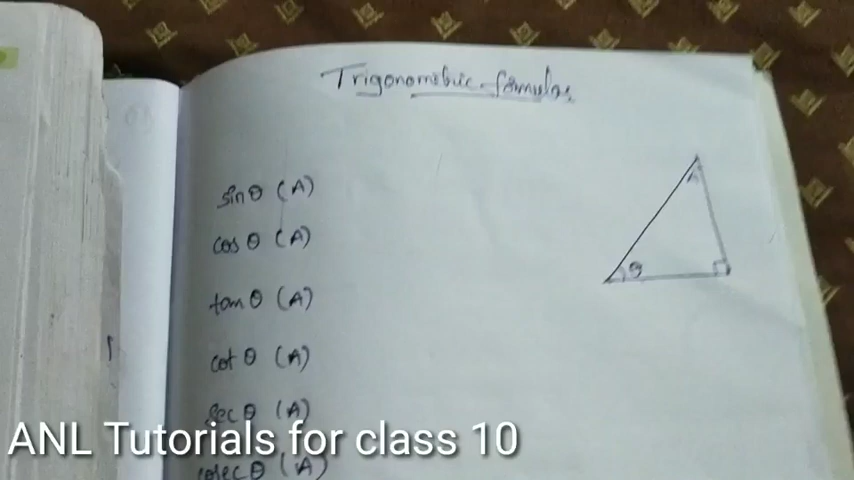 Trigonometric formulas
sin θ (A)
cos θ (A)
tan θ (A)
cot θ (A)
sec θ (A)
cosec θ (A)
A
θ
ANL Tutorials for class 10